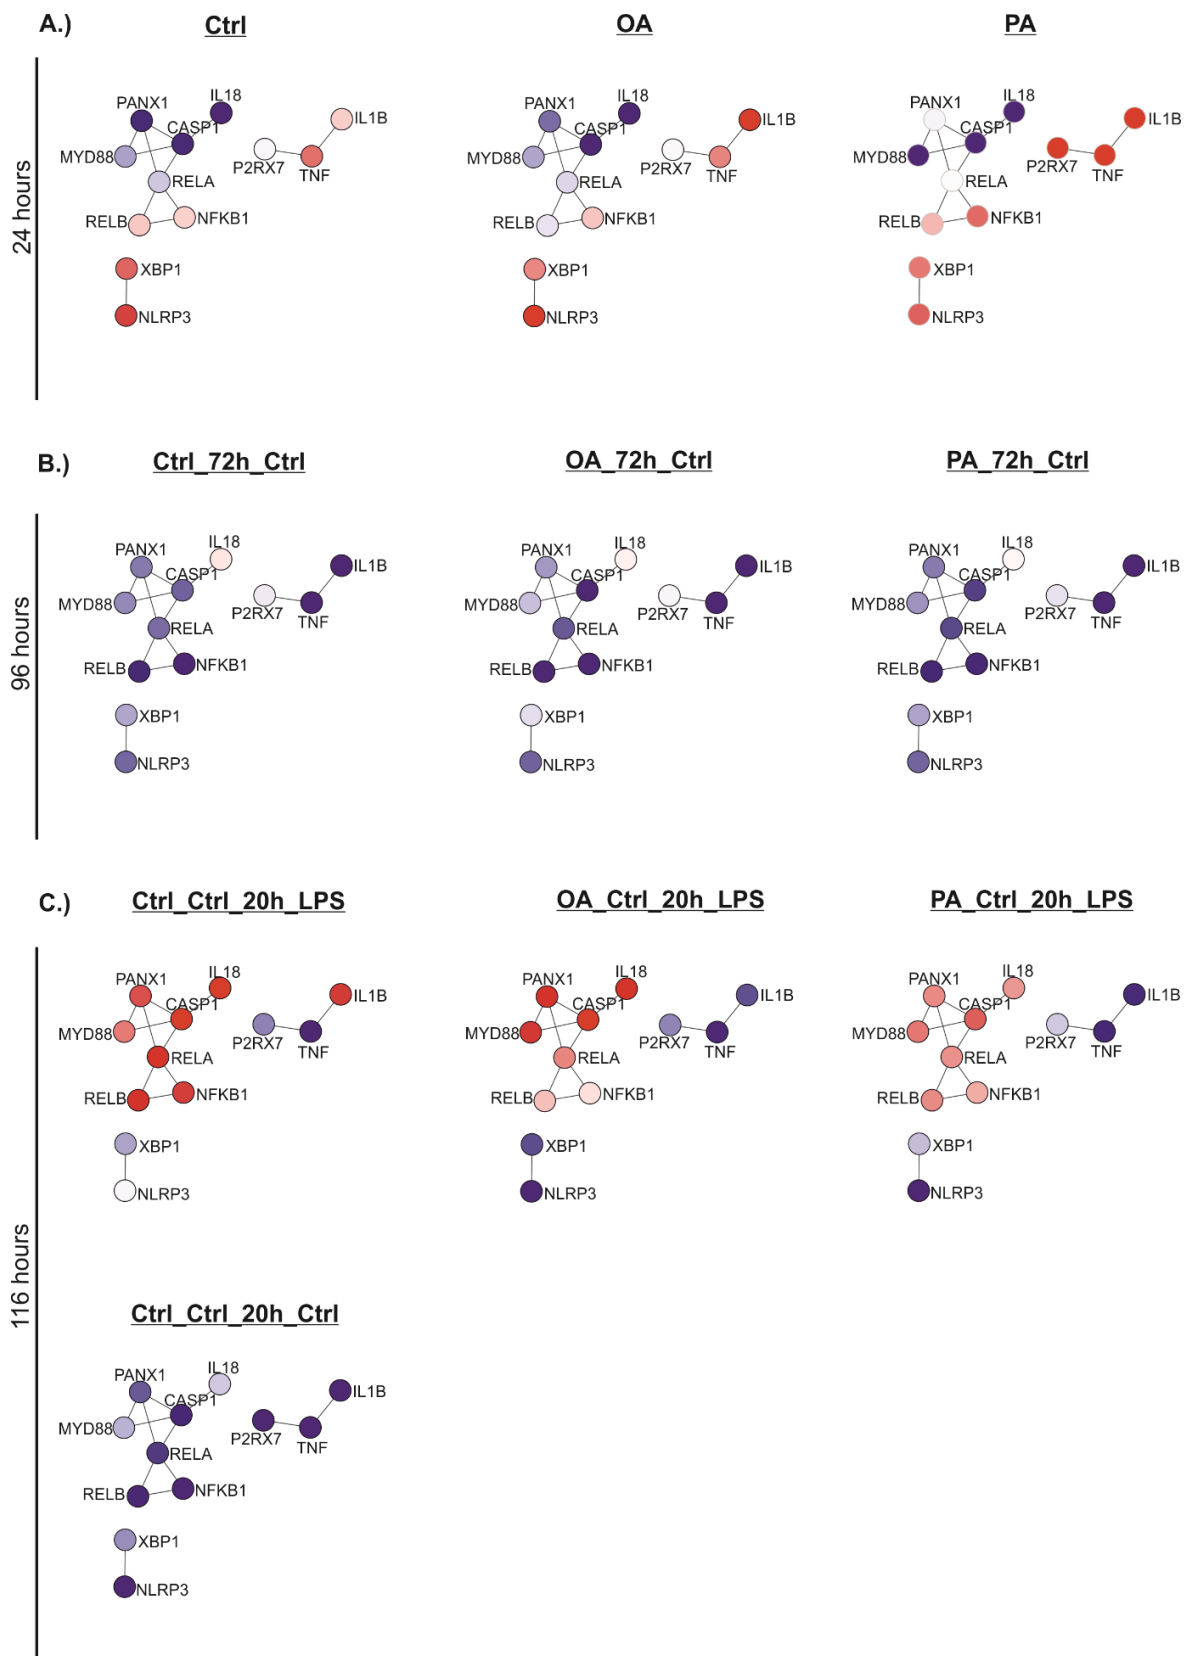 A.)
Ctrl
OA
PA
24 hours
PANX1
IL18
IL1B
CASP1
MYD88
P2RX7
TNF
RELA
RELB
NFKB1
XBP1
NLRP3
PANX1
IL18
IL1B
CASP1
MYD88
P2RX7
TNF
RELA
RELB
NFKB1
XBP1
NLRP3
PANX1
IL18
IL1B
CASP1
MYD88
P2RX7
TNF
RELA
RELB
NFKB1
XBP1
NLRP3
B.)
Ctrl_72h_Ctrl
OA_72h_Ctrl
PA_72h_Ctrl
96 hours
PANX1
IL18
IL1B
CASP1
MYD88
P2RX7
TNF
RELA
RELB
NFKB1
XBP1
NLRP3
PANX1
IL18
IL1B
CASP1
MYD88
P2RX7
TNF
RELA
RELB
NFKB1
XBP1
NLRP3
PANX1
IL18
IL1B
CASP1
MYD88
P2RX7
TNF
RELA
RELB
NFKB1
XBP1
NLRP3
C.)
Ctrl_Ctrl_20h_LPS
OA_Ctrl_20h_LPS
PA_Ctrl_20h_LPS
116 hours
PANX1
IL18
IL1B
CASP1
MYD88
P2RX7
TNF
RELA
RELB
NFKB1
XBP1
NLRP3
PANX1
IL18
IL1B
CASP1
MYD88
P2RX7
TNF
RELA
RELB
NFKB1
XBP1
NLRP3
PANX1
IL18
IL1B
CASP1
MYD88
P2RX7
TNF
RELA
RELB
NFKB1
XBP1
NLRP3
Ctrl_Ctrl_20h_Ctrl
PANX1
IL18
IL1B
CASP1
MYD88
P2RX7
TNF
RELA
RELB
NFKB1
XBP1
NLRP3